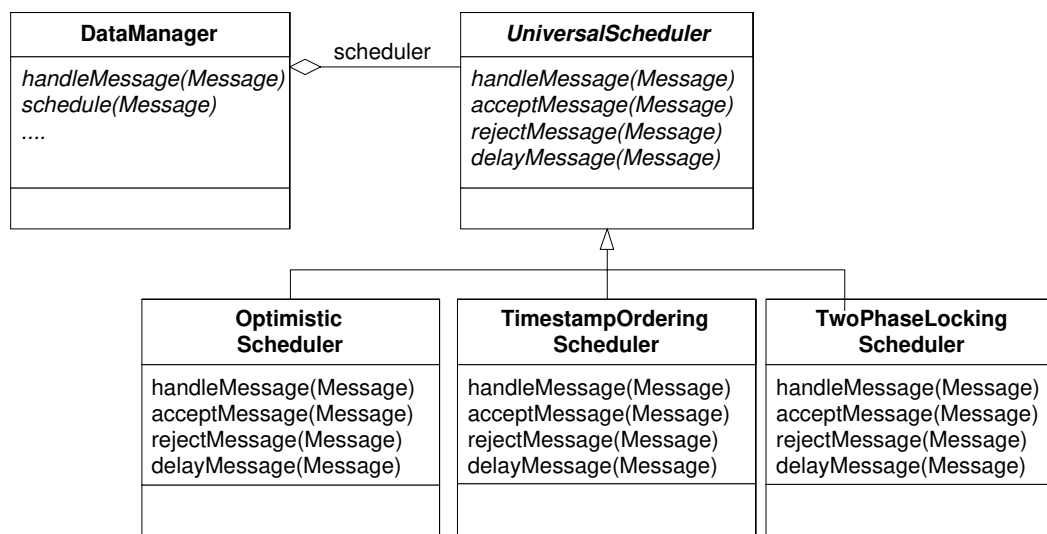 DataManager
handleMessage(Message)
schedule(Message)
....
scheduler
UniversalScheduler
handleMessage(Message)
acceptMessage(Message)
rejectMessage(Message)
delayMessage(Message)
Optimistic
Scheduler
handleMessage(Message)
acceptMessage(Message)
rejectMessage(Message)
delayMessage(Message)
TimestampOrdering
Scheduler
handleMessage(Message)
acceptMessage(Message)
rejectMessage(Message)
delayMessage(Message)
TwoPhaseLocking
Scheduler
handleMessage(Message)
acceptMessage(Message)
rejectMessage(Message)
delayMessage(Message)